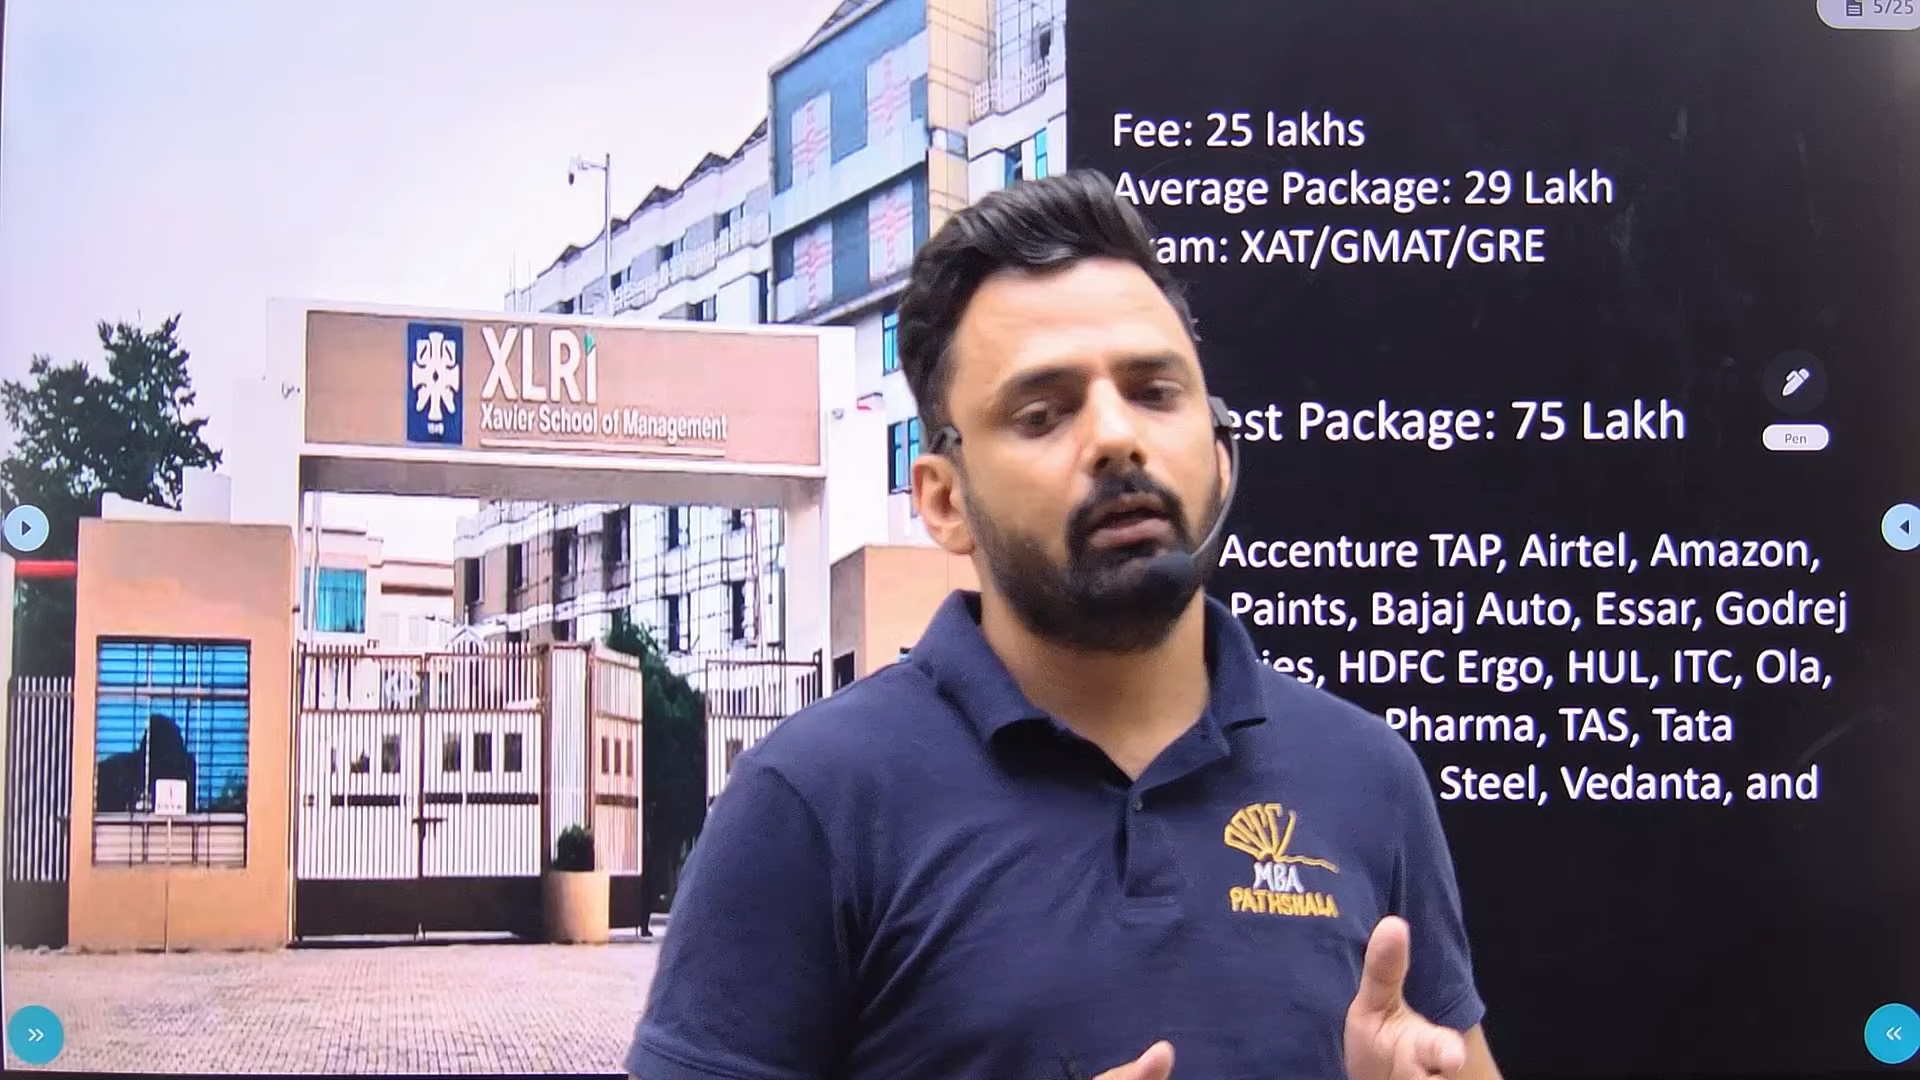 5/25
Fee: 25 lakhs
Average Package: 29 Lakh
am: XAT/GMAT/GRE
XLRi
Xavier School of Management
est Package: 75 Lakh
Pen
Accenture TAP, Airtel, Amazon,
Paints, Bajaj Auto, Essar, Godrej
ies, HDFC Ergo, HUL, ITC, Ola,
Pharma, TAS, Tata
Steel, Vedanta, and
MBA
PATHSHALA